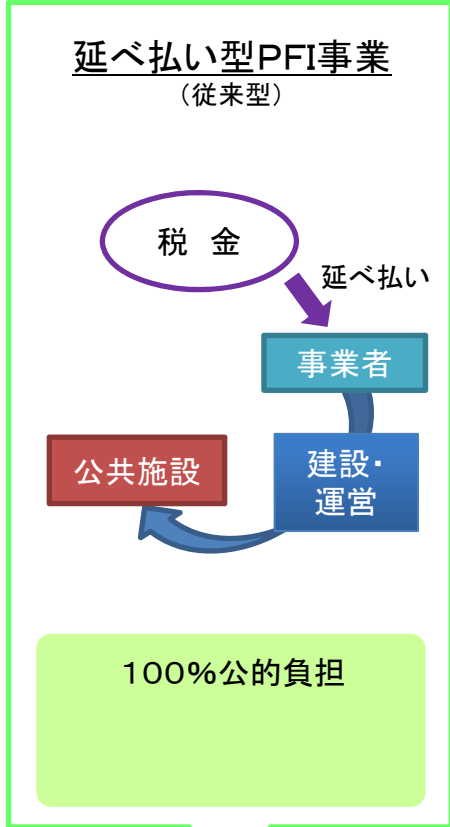 延べ払い型PFI事業
（従来型）
税 金
延べ払い
事業者
公共施設
建設・
運営
100%公的負担